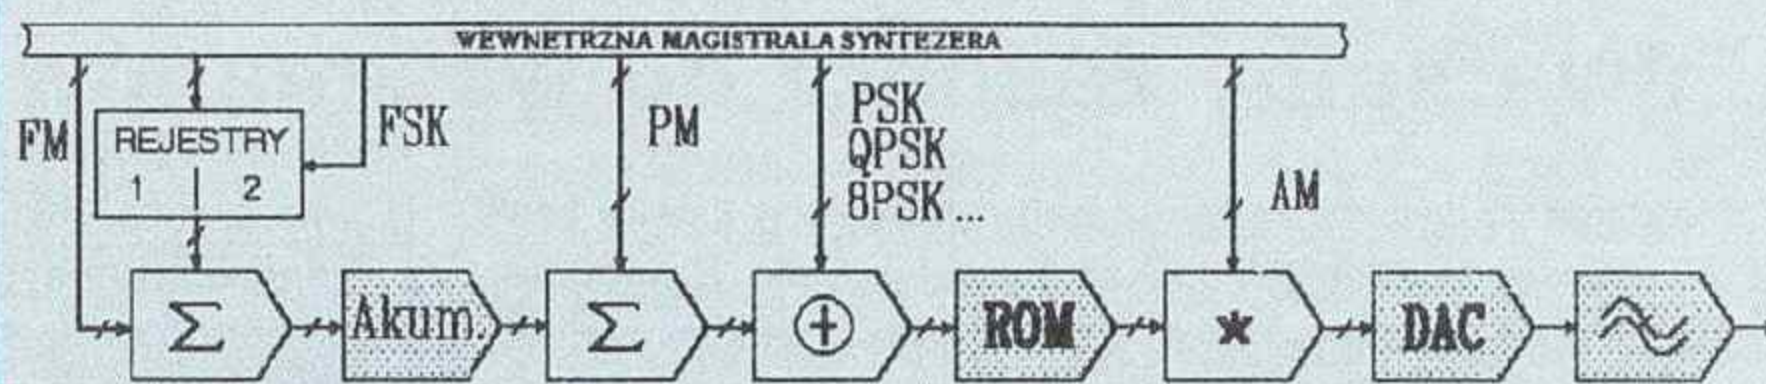 WEWNETRZNA MAGISTRALA SYNTEZERA
FM
REJESTRY
1 | 2
FSK
PM
PSK
QPSK
8PSK ...
AM
Σ
Akum.
Σ
+
ROM
*
DAC